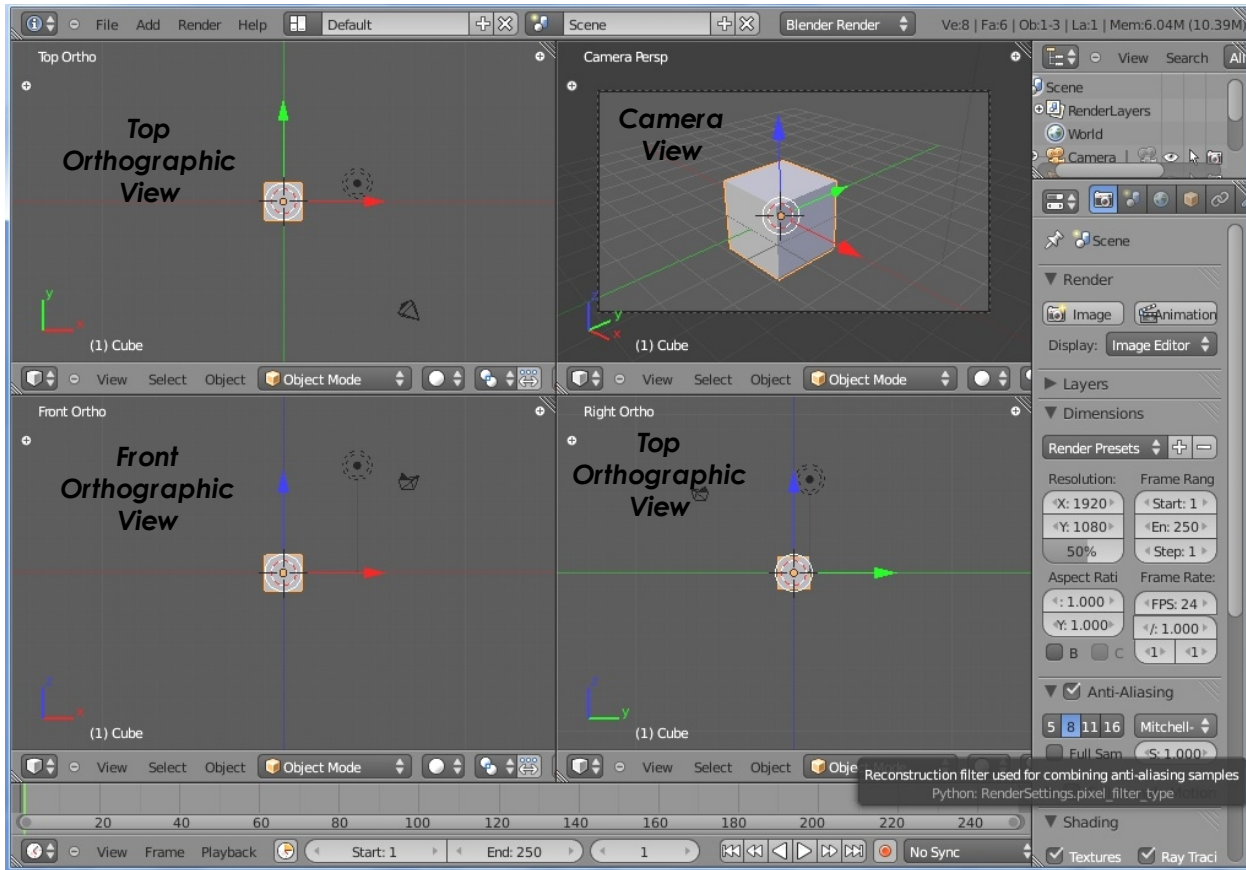 File Add Render Help Default Scene Blender Render Ve:8 | Fa:6 | Ob:1-3 | La:1 | Mem:6.04M (10.39M)
Top Ortho
Top
Orthographic
View
y
x
(1) Cube
View Select Object Object Mode
Camera Persp
Camera
View
z
y
x
(1) Cube
View Select Object Object Mode
Front Ortho
Front
Orthographic
View
z
x
(1) Cube
View Select Object Object Mode
Right Ortho
Top
Orthographic
View
z
y
(1) Cube
View Select Object
View Search
Scene
RenderLayers
World
Camera
Scene
Render
Image Animation
Display: Image Editor
Layers
Dimensions
Render Presets
Resolution: Frame Rang
X: 1920 Start: 1
Y: 1080 En: 250
50% Step: 1
Aspect Rati Frame Rate:
: 1.000 FPS: 24
Y: 1.000 /: 1.000
B C 1 1
Anti-Aliasing
5 8 11 16 Mitchell-
Full Sam S: 1.000
Reconstruction filter used for combining anti-aliasing samples
Python: RenderSettings.pixel_filter_type
Shading
Textures Ray Traci
20 40 60 80 100 120 140 160 180 200 220 240
View Frame Playback Start: 1 End: 250 1 No Sync